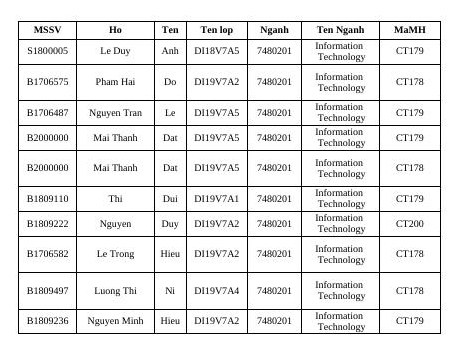 MSSV Ho Ten Ten lop Nganh Ten Nganh MaMH
S1800005 Le Duy Anh DI18V7A5 7480201 Information Technology CT179
B1706575 Pham Hai Do DI19V7A2 7480201 Information Technology CT178
B1706487 Nguyen Tran Le DI19V7A5 7480201 Information Technology CT179
B2000000 Mai Thanh Dat DI19V7A5 7480201 Information Technology CT179
B2000000 Mai Thanh Dat DI19V7A5 7480201 Information Technology CT178
B1809110 Thi Dui DI19V7A1 7480201 Information Technology CT179
B1809222 Nguyen Duy DI19V7A2 7480201 Information Technology CT200
B1706582 Le Trong Hieu DI19V7A2 7480201 Information Technology CT178
B1809497 Luong Thi Ni DI19V7A4 7480201 Information Technology CT178
B1809236 Nguyen Minh Hieu DI19V7A2 7480201 Information Technology CT179